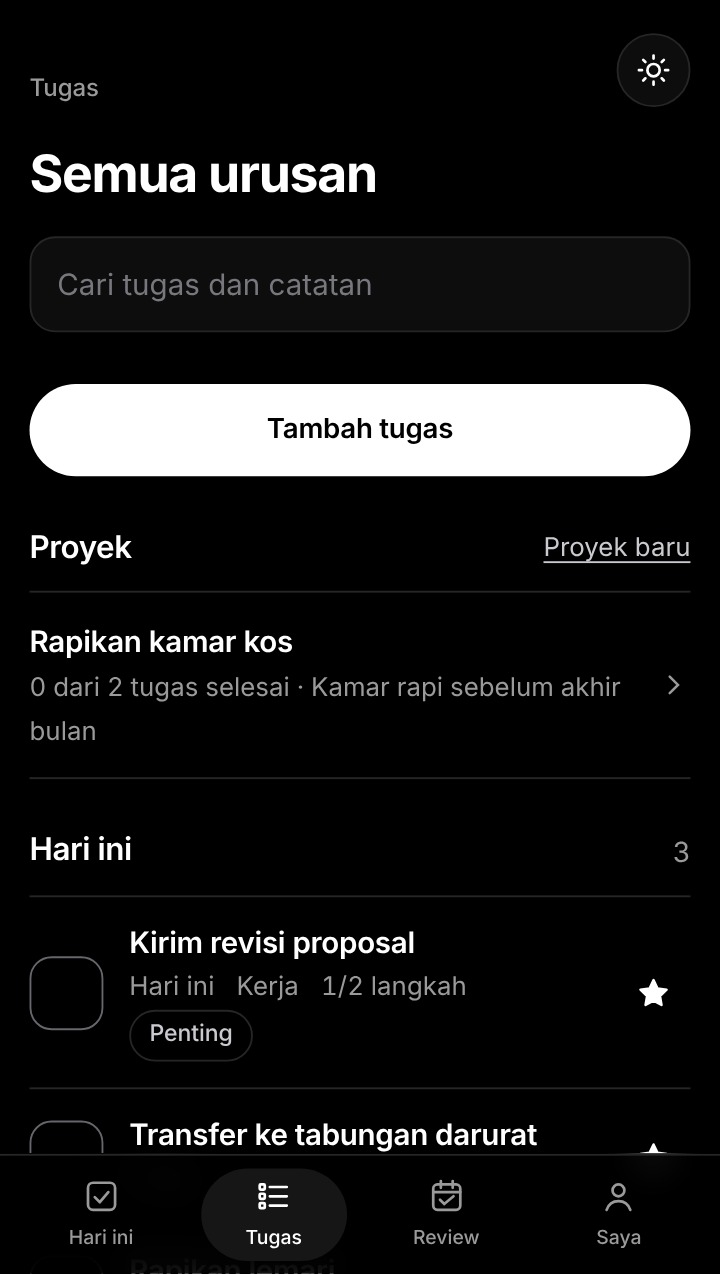 Tugas
Semua urusan
Cari tugas dan catatan
Tambah tugas
Proyek
Proyek baru
Rapikan kamar kos
0 dari 2 tugas selesai · Kamar rapi sebelum akhir
bulan
Hari ini
3
Kirim revisi proposal
Hari ini Kerja 1/2 langkah
Penting
Transfer ke tabungan darurat
Rapikan lemari
Hari ini
Tugas
Review
Saya